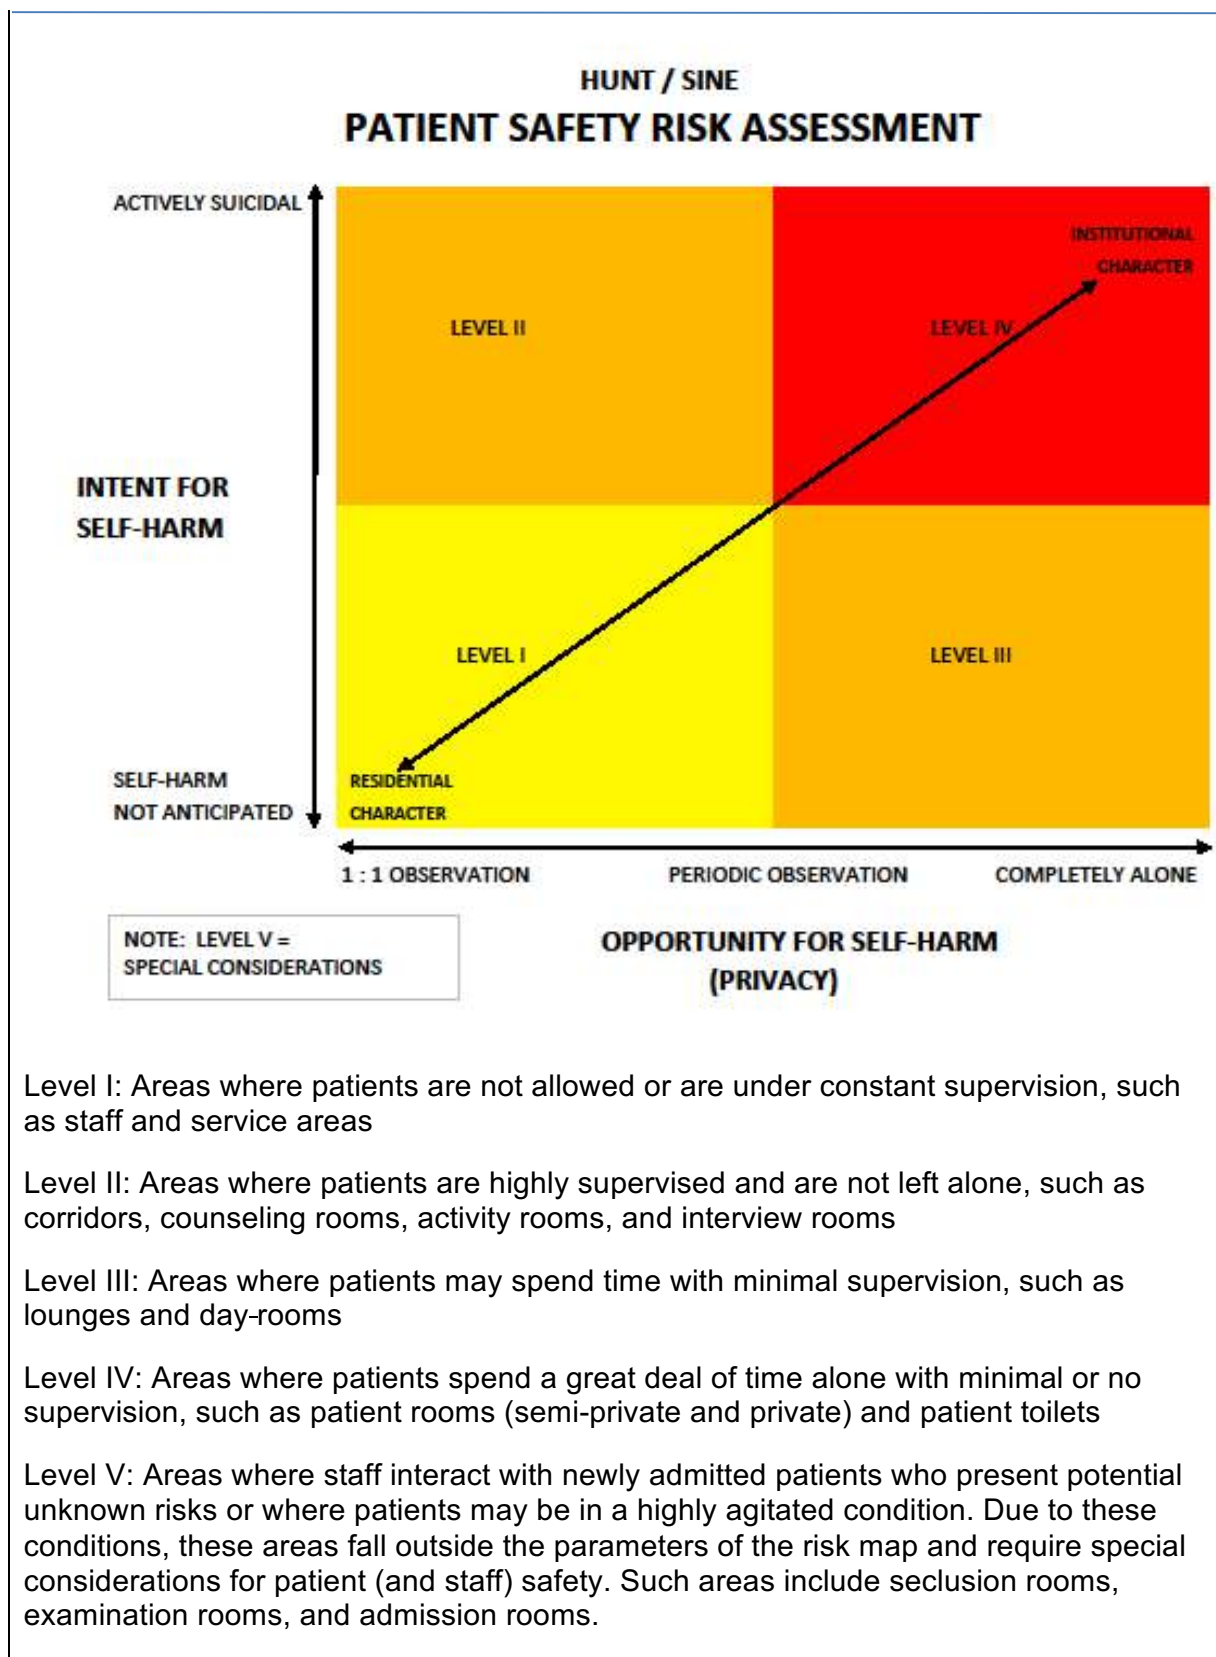 HUNT / SINE
PATIENT SAFETY RISK ASSESSMENT
ACTIVELY SUICIDAL
INSTITUTIONAL
CHARACTER
LEVEL II
LEVEL IV
INTENT FOR
SELF-HARM
LEVEL I
LEVEL III
SELF-HARM
NOT ANTICIPATED
RESIDENTIAL
CHARACTER
1 : 1 OBSERVATION
PERIODIC OBSERVATION
COMPLETELY ALONE
NOTE: LEVEL V =
SPECIAL CONSIDERATIONS
OPPORTUNITY FOR SELF-HARM
(PRIVACY)
Level I: Areas where patients are not allowed or are under constant supervision, such
as staff and service areas
Level II: Areas where patients are highly supervised and are not left alone, such as
corridors, counseling rooms, activity rooms, and interview rooms
Level III: Areas where patients may spend time with minimal supervision, such as
lounges and day-rooms
Level IV: Areas where patients spend a great deal of time alone with minimal or no
supervision, such as patient rooms (semi-private and private) and patient toilets
Level V: Areas where staff interact with newly admitted patients who present potential
unknown risks or where patients may be in a highly agitated condition. Due to these
conditions, these areas fall outside the parameters of the risk map and require special
considerations for patient (and staff) safety. Such areas include seclusion rooms,
examination rooms, and admission rooms.